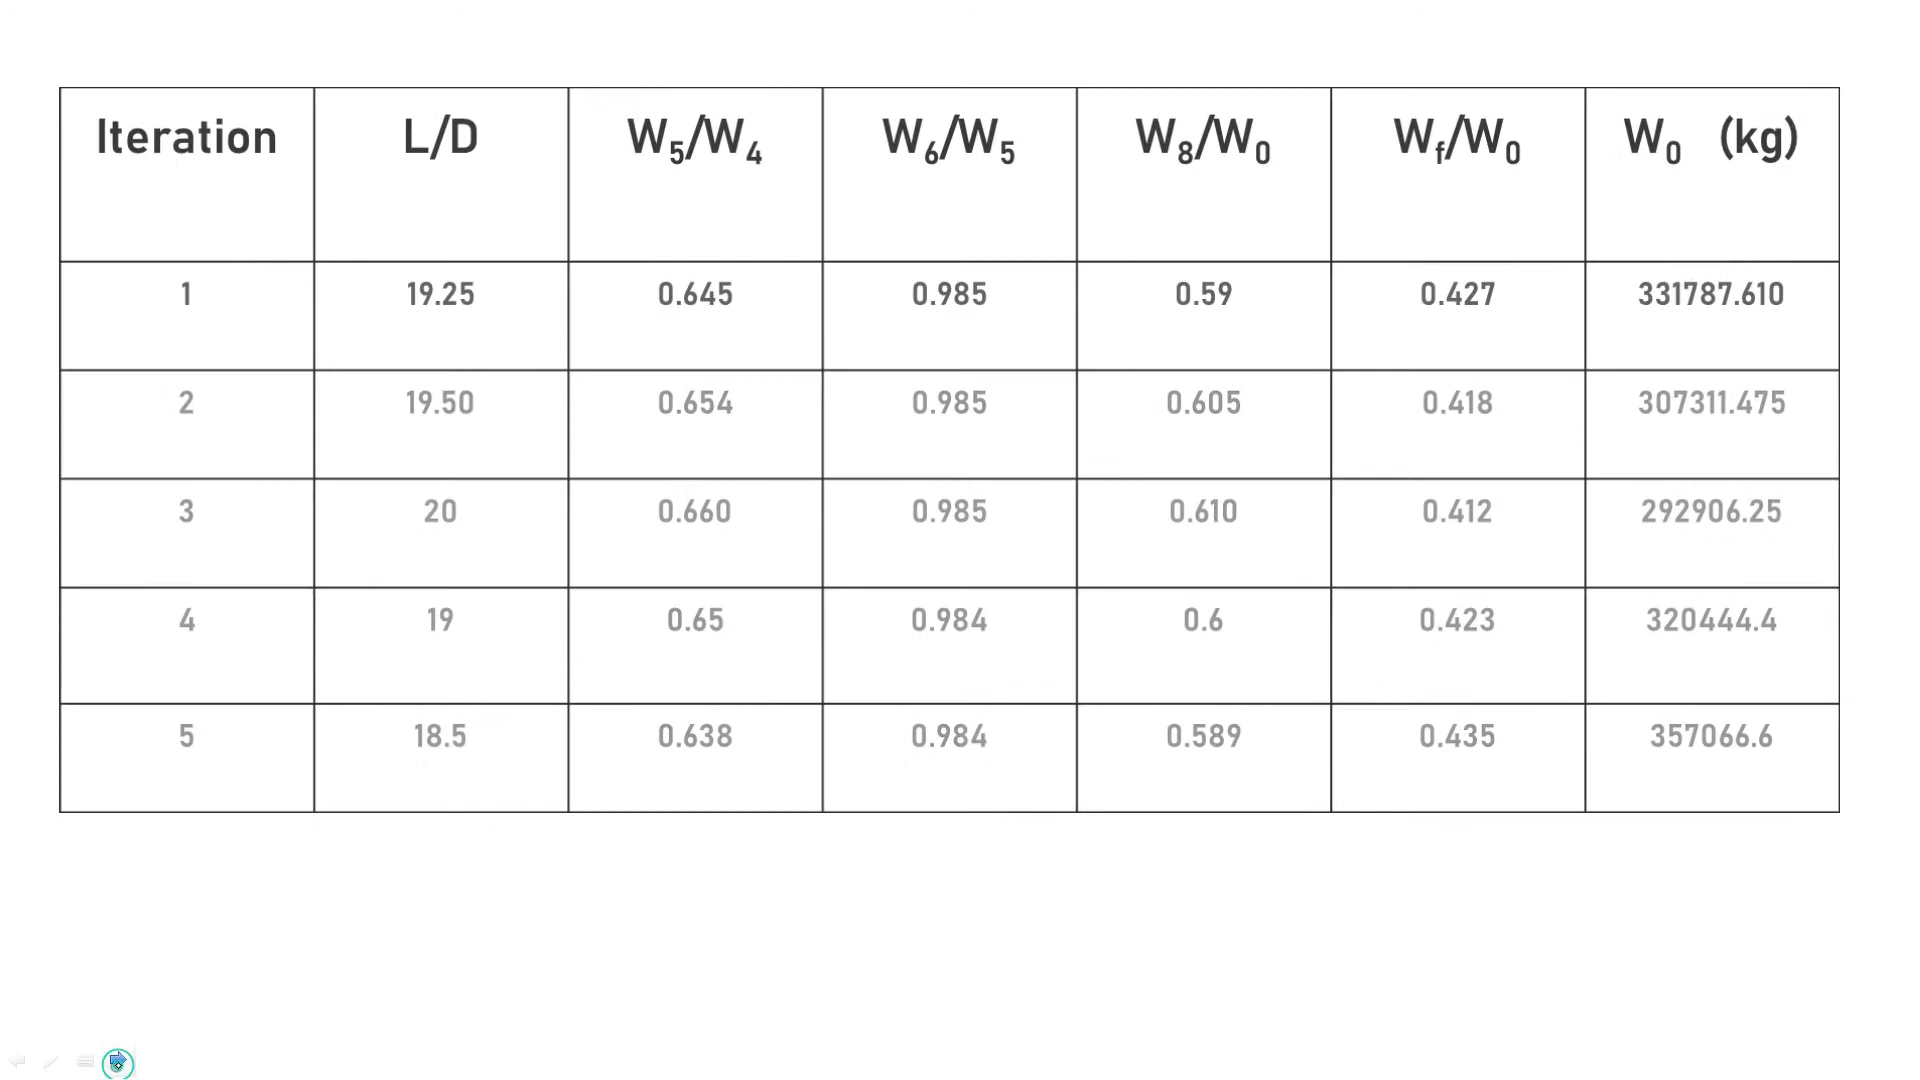 Iteration L/D W5/W4 W6/W5 W8/W0 Wf/W0 W0 (kg)
1 19.25 0.645 0.985 0.59 0.427 331787.610
2 19.50 0.654 0.985 0.605 0.418 307311.475
3 20 0.660 0.985 0.610 0.412 292906.25
4 19 0.65 0.984 0.6 0.423 320444.4
5 18.5 0.638 0.984 0.589 0.435 357066.6